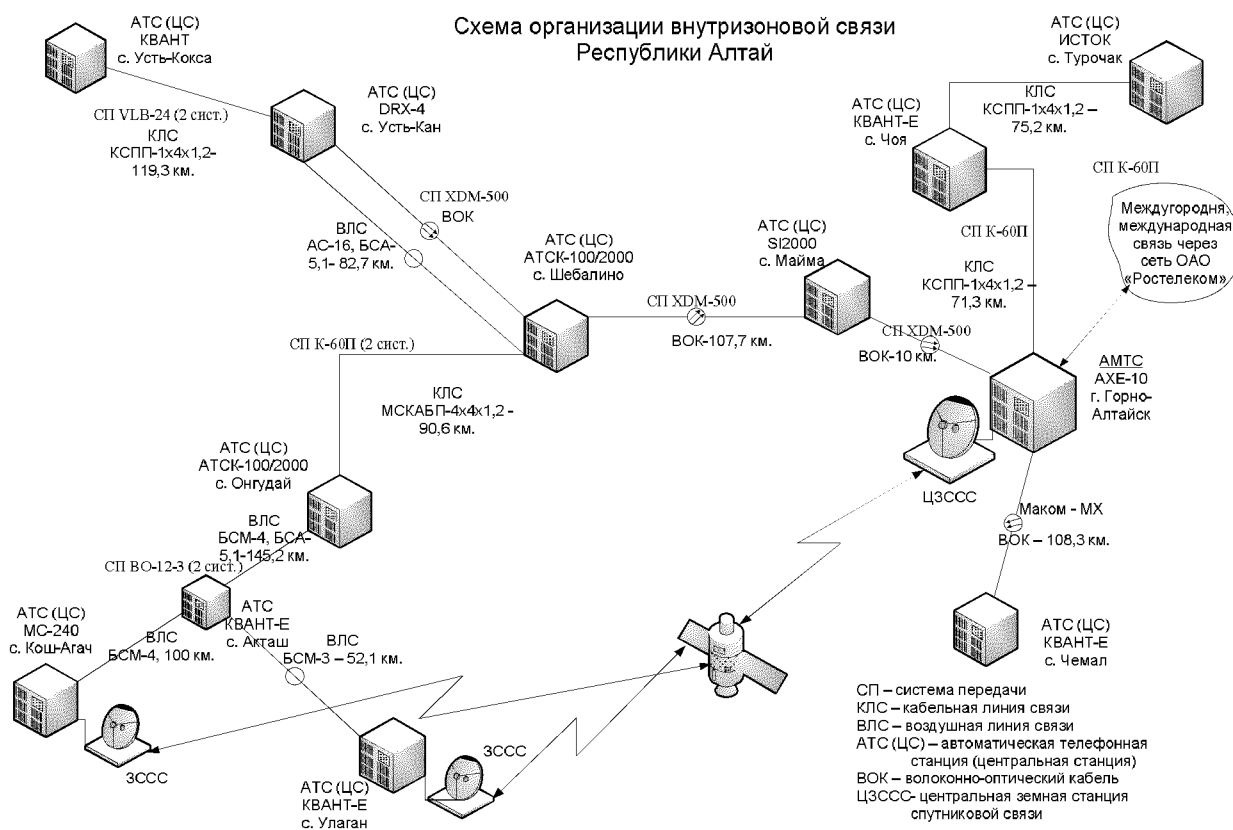 Схема организации внутризоновой связи
Республики Алтай
АТС (ЦС)
КВАНТ
с. Усть-Кокса
СП VLB-24 (2 сист.)
КЛС
КСПП-1х4х1,2-
119,3 км.
АТС (ЦС)
DRX-4
с. Усть-Кан
СП XDM-500
ВОК
ВЛС
АС-16, БСА-
5,1- 82,7 км.
АТС (ЦС)
АТСК-100/2000
с. Шебалино
СП XDM-500
ВОК-107,7 км.
АТС (ЦС)
SI2000
с. Майма
СП XDM-500
ВОК-10 км.
АТС (ЦС)
КВАНТ-Е
с. Чоя
КЛС
КСПП-1х4х1,2 –
75,2 км.
АТС (ЦС)
ИСТОК
с. Турочак
СП К-60П
СП К-60П
КЛС
КСПП-1х4х1,2 –
71,3 км.
Междугородня,
международная
связь через
сеть ОАО
«Ростелеком»
АМТС
АХЕ-10
г. Горно-
Алтайск
ЦЗССС
Маком - МХ
ВОК – 108,3 км.
АТС (ЦС)
КВАНТ-Е
с. Чемал
СП К-60П (2 сист.)
КЛС
МСКАБП-4х4х1,2 -
90,6 км.
АТС (ЦС)
АТСК-100/2000
с. Онгудай
ВЛС
БСМ-4, БСА-
5,1-145,2 км.
СП ВО-12-3 (2 сист.)
АТС
КВАНТ-Е
с. Акташ
АТС (ЦС)
МС-240
с. Кош-Агач
ВЛС
БСМ-4, 100 км.
ВЛС
БСМ-3 – 52,1 км.
ЗССС
ЗССС
АТС (ЦС)
КВАНТ-Е
с. Улаган
СП – система передачи
КЛС – кабельная линия связи
ВЛС – воздушная линия связи
АТС (ЦС) – автоматическая телефонная
станция (центральная станция)
ВОК – волоконно-оптический кабель
ЦЗССС- центральная земная станция
спутниковой связи